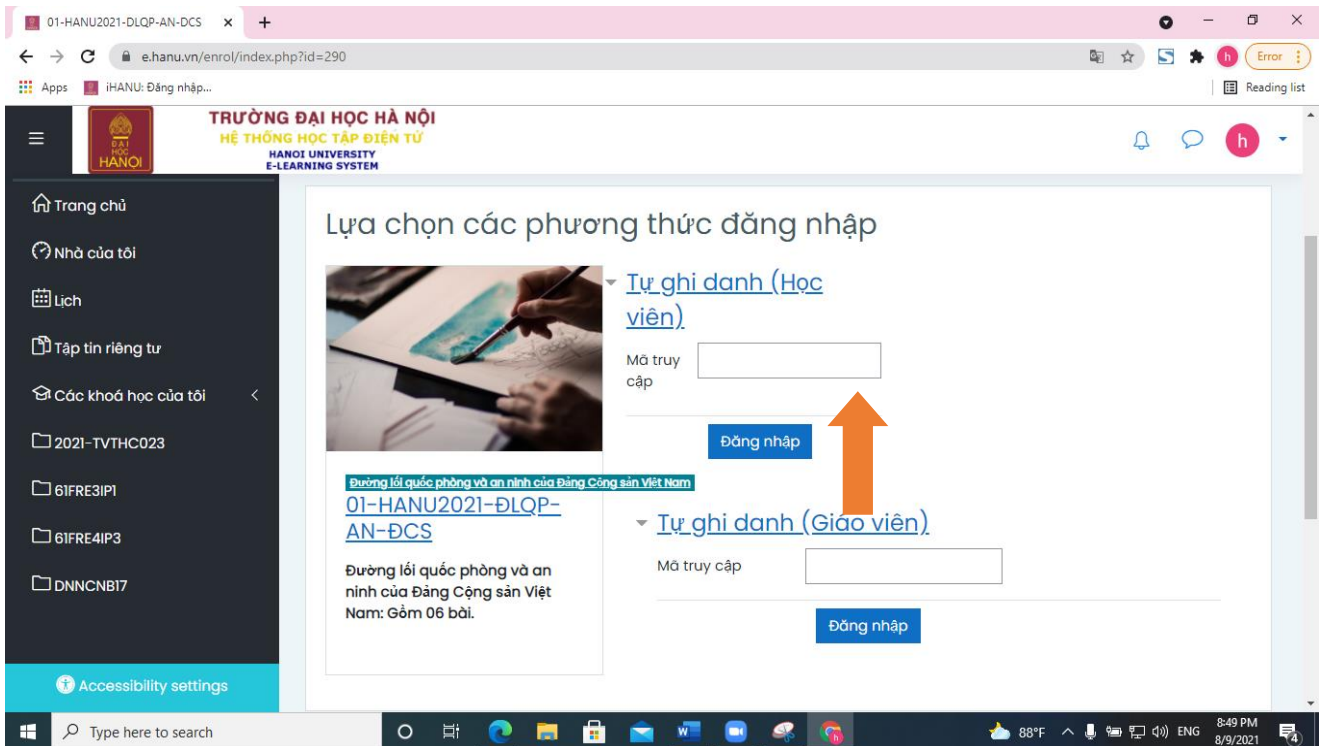 01-HANU2021-DLQP-AN-DCS
e.hanu.vn/enrol/index.php?id=290
h
Error
Apps
iHANU: Đăng nhập...
Reading list
ĐẠI
HỌC
HANỌI
TRƯỜNG ĐẠI HỌC HÀ NỘI
HỆ THỐNG HỌC TẬP ĐIỆN TỬ
HANOI UNIVERSITY
E-LEARNING SYSTEM
h
Trang chủ
Nhà của tôi
Lịch
Tập tin riêng tư
Các khoá học của tôi
2021-TVTHC023
61FRE3IP1
61FRE4IP3
DNNCNB17
Accessibility settings
Lựa chọn các phương thức đăng nhập
Đường lối quốc phòng và an ninh của Đảng Cộng sản Việt Nam
01-HANU2021-ĐLQP-
AN-ĐCS
Đường lối quốc phòng và an
ninh của Đảng Cộng sản Việt
Nam: Gồm 06 bài.
Tự ghi danh (Học
viên)
Mã truy
cập
Đăng nhập
Tự ghi danh (Giáo viên)
Mã truy cập
Đăng nhập
Type here to search
88°F
ENG
8:49 PM
8/9/2021
4